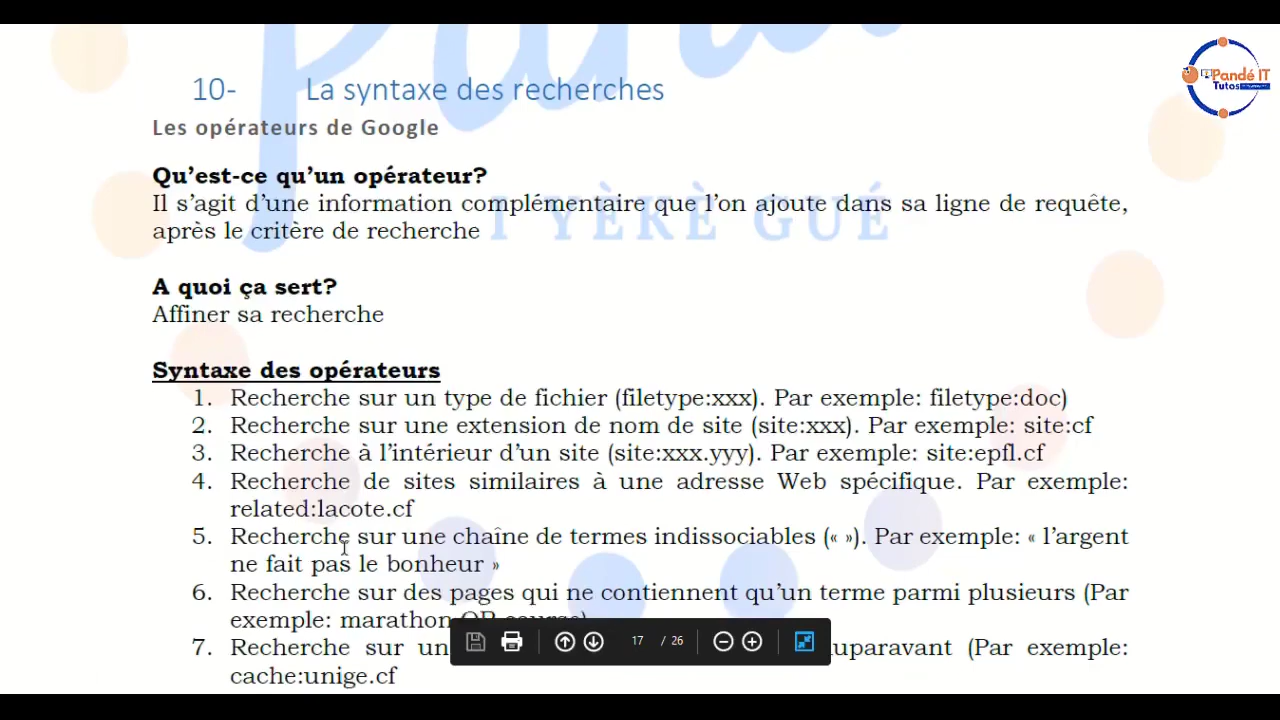 Pandé IT
Tutos
10- La syntaxe des recherches
Les opérateurs de Google
Qu’est-ce qu’un opérateur?
Il s’agit d’une information complémentaire que l’on ajoute dans sa ligne de requête,
après le critère de recherche
I YÈKÈ GUÉ
A quoi ça sert?
Affiner sa recherche
Syntaxe des opérateurs
1. Recherche sur un type de fichier (filetype:xxx). Par exemple: filetype:doc)
2. Recherche sur une extension de nom de site (site:xxx). Par exemple: site:cf
3. Recherche à l’intérieur d’un site (site:xxx.yyy). Par exemple: site:epfl.cf
4. Recherche de sites similaires à une adresse Web spécifique. Par exemple:
related:lacote.cf
5. Recherche sur une chaîne de termes indissociables (« »). Par exemple: « l’argent
ne fait pas le bonheur »
6. Recherche sur des pages qui ne contiennent qu’un terme parmi plusieurs (Par
exemple: marathon OR course)
7. Recherche sur un auparavant (Par exemple:
cache:unige.cf
17 / 26